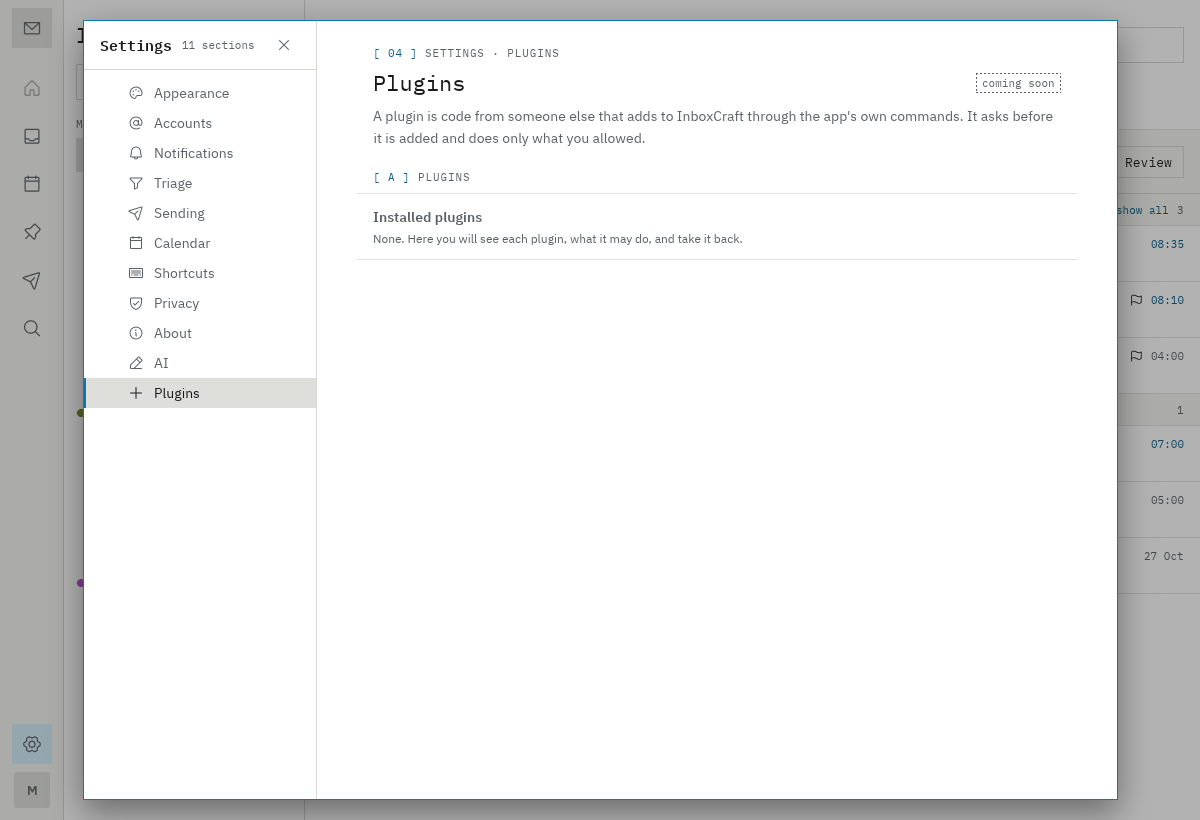 Settings 11 sections
Appearance
Accounts
Notifications
Triage
Sending
Calendar
Shortcuts
Privacy
About
AI
Plugins
[ 04 ] SETTINGS · PLUGINS
Plugins
coming soon
A plugin is code from someone else that adds to InboxCraft through the app's own commands. It asks before
it is added and does only what you allowed.
[ A ] PLUGINS
Installed plugins
None. Here you will see each plugin, what it may do, and take it back.
Review
show all 3
08:35
08:10
04:00
1
07:00
05:00
27 Oct
M